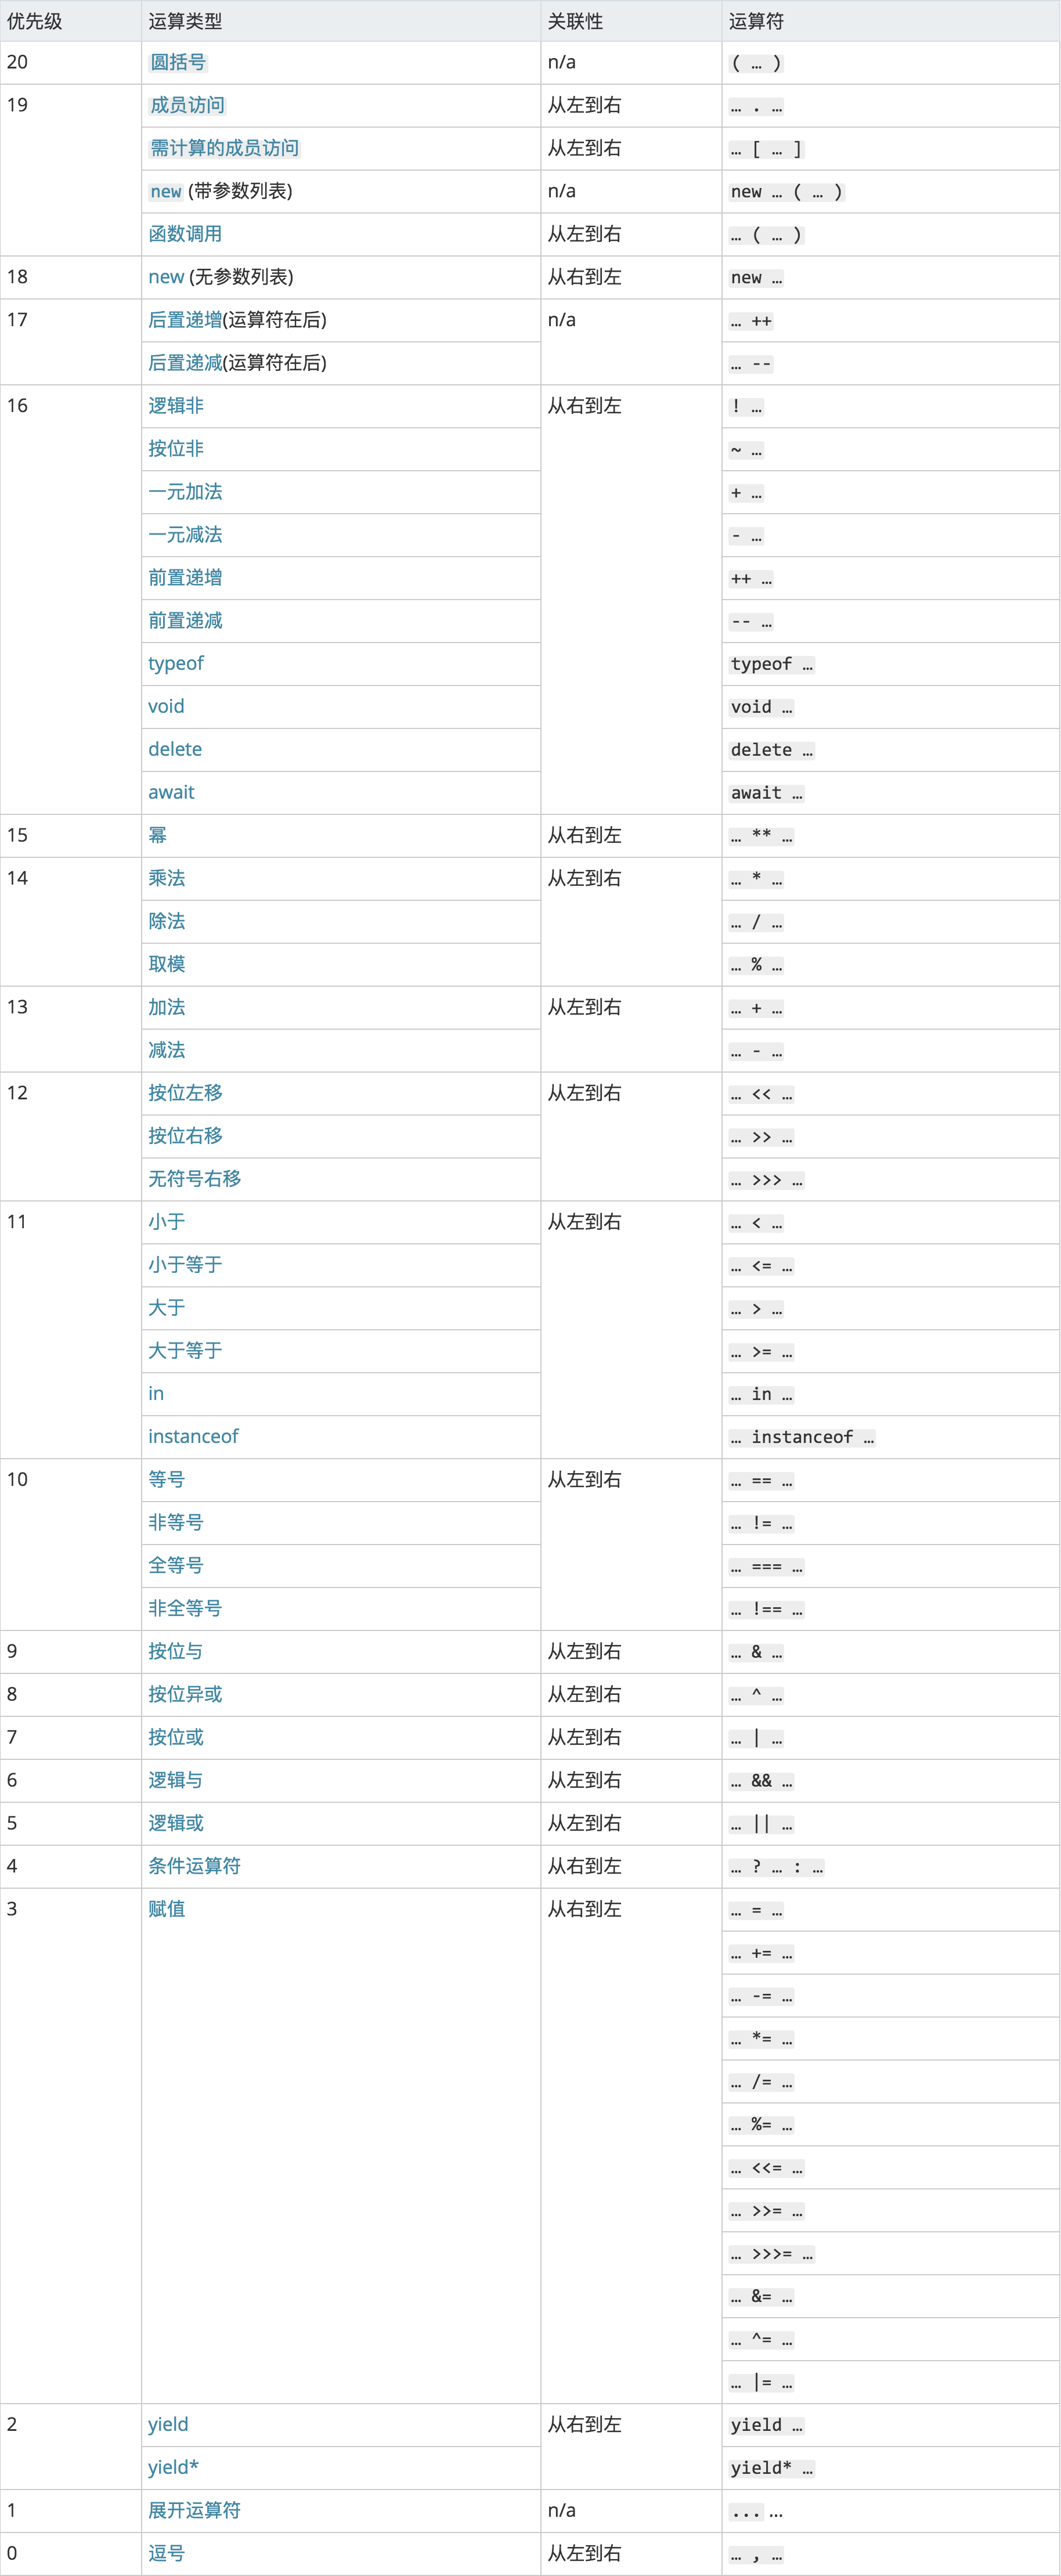 优先级 运算类型 关联性 运算符
20 圆括号 n/a ( … )
19 成员访问 从左到右 … . …
需计算的成员访问 从左到右 … [ … ]
new (带参数列表) n/a new … ( … )
函数调用 从左到右 … ( … )
18 new (无参数列表) 从右到左 new …
17 后置递增(运算符在后) n/a … ++
后置递减(运算符在后) … --
16 逻辑非 从右到左 ! …
按位非 ~ …
一元加法 + …
一元减法 - …
前置递增 ++ …
前置递减 -- …
typeof typeof …
void void …
delete delete …
await await …
15 幂 从右到左 … ** …
14 乘法 从左到右 … * …
除法 … / …
取模 … % …
13 加法 从左到右 … + …
减法 … - …
12 按位左移 从左到右 … << …
按位右移 … >> …
无符号右移 … >>> …
11 小于 从左到右 … < …
小于等于 … <= …
大于 … > …
大于等于 … >= …
in … in …
instanceof … instanceof …
10 等号 从左到右 … == …
非等号 … != …
全等号 … === …
非全等号 … !== …
9 按位与 从左到右 … & …
8 按位异或 从左到右 … ^ …
7 按位或 从左到右 … | …
6 逻辑与 从左到右 … && …
5 逻辑或 从左到右 … || …
4 条件运算符 从右到左 … ? … : …
3 赋值 从右到左 … = …
… += …
… -= …
… *= …
… /= …
… %= …
… <<= …
… >>= …
… >>>= …
… &= …
… ^= …
… |= …
2 yield 从右到左 yield …
yield* yield* …
1 展开运算符 n/a ... …
0 逗号 从左到右 … , …